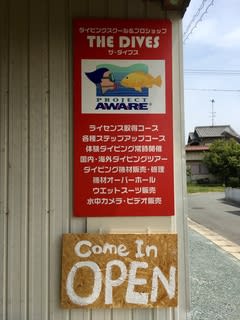 ダイビングスクール&プロショップ
THE DIVES
ザ・ダイブス
PROJECT
AWARE
ライセンス取得コース
各種ステップアップコース
体験ダイビング常時開催
国内・海外ダイビングツアー
ダイビング機材販売・修理
機材オーバーホール
ウエットスーツ販売
水中カメラ・ビデオ販売
Come In
OPEN